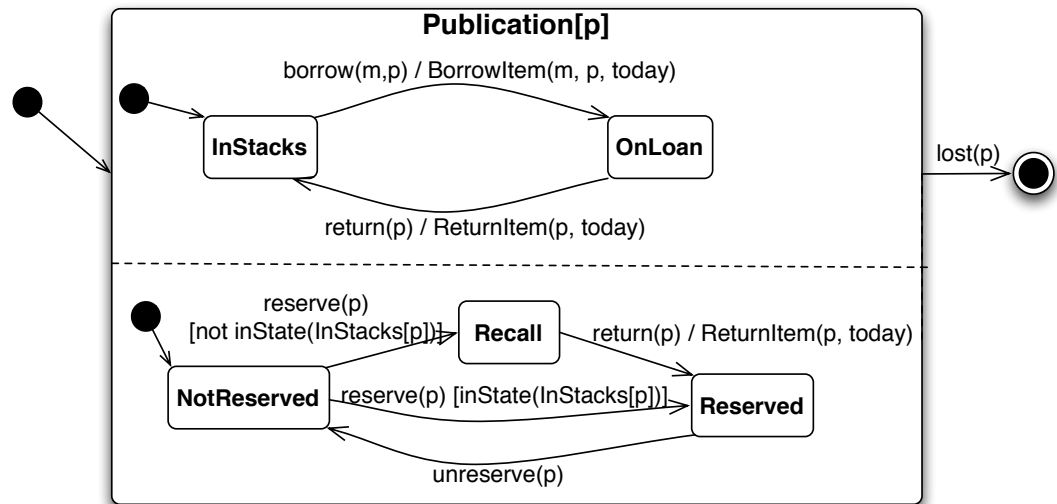 Publication[p]
borrow(m,p) / BorrowItem(m, p, today)
InStacks
OnLoan
lost(p)
return(p) / ReturnItem(p, today)
reserve(p)
[not inState(InStacks[p])]
Recall
return(p) / ReturnItem(p, today)
NotReserved
reserve(p) [inState(InStacks[p])]
Reserved
unreserve(p)